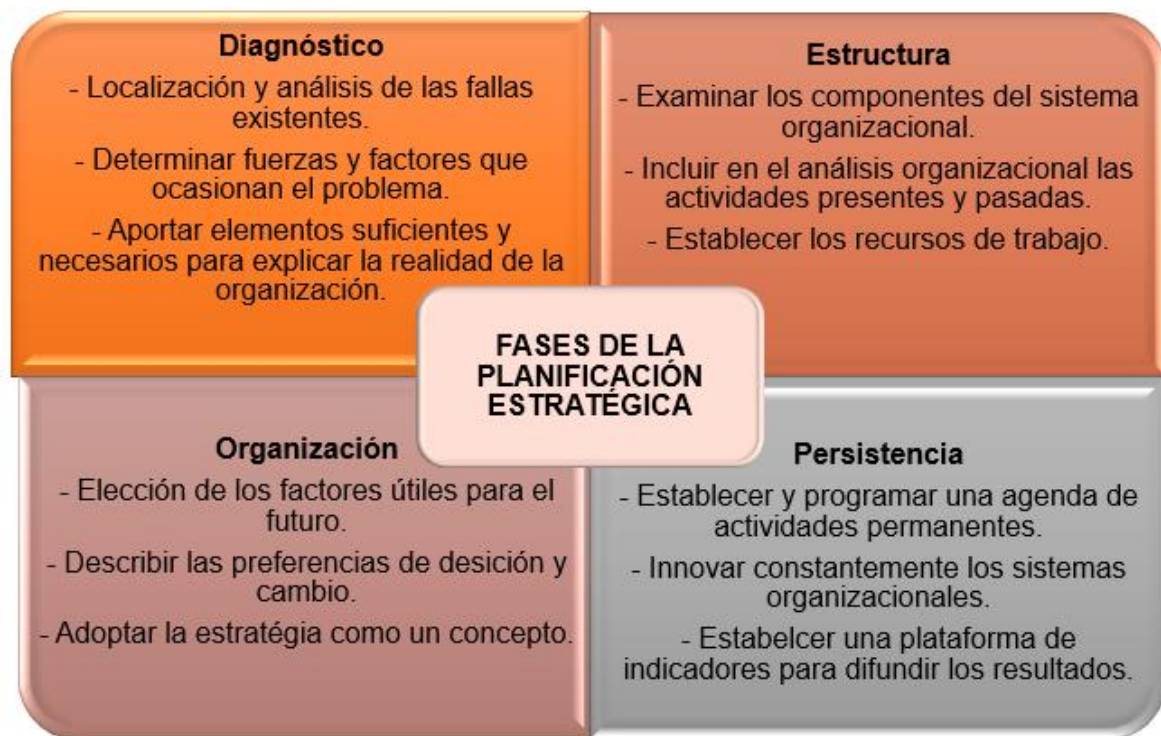 Diagnóstico
- Localización y análisis de las fallas
existentes.
- Determinar fuerzas y factores que
ocasionan el problema.
- Aportar elementos suficientes y
necesarios para explicar la realidad de la
organización.
Estructura
- Examinar los componentes del sistema
organizacional.
- Incluir en el análisis organizacional las
actividades presentes y pasadas.
- Establecer los recursos de trabajo.
FASES DE LA
PLANIFICACIÓN
ESTRATÉGICA
Organización
- Elección de los factores útiles para el
futuro.
- Describir las preferencias de desición y
cambio.
- Adoptar la estratégia como un concepto.
Persistencia
- Establecer y programar una agenda de
actividades permanentes.
- Innovar constantemente los sistemas
organizacionales.
- Estabelcer una plataforma de
indicadores para difundir los resultados.